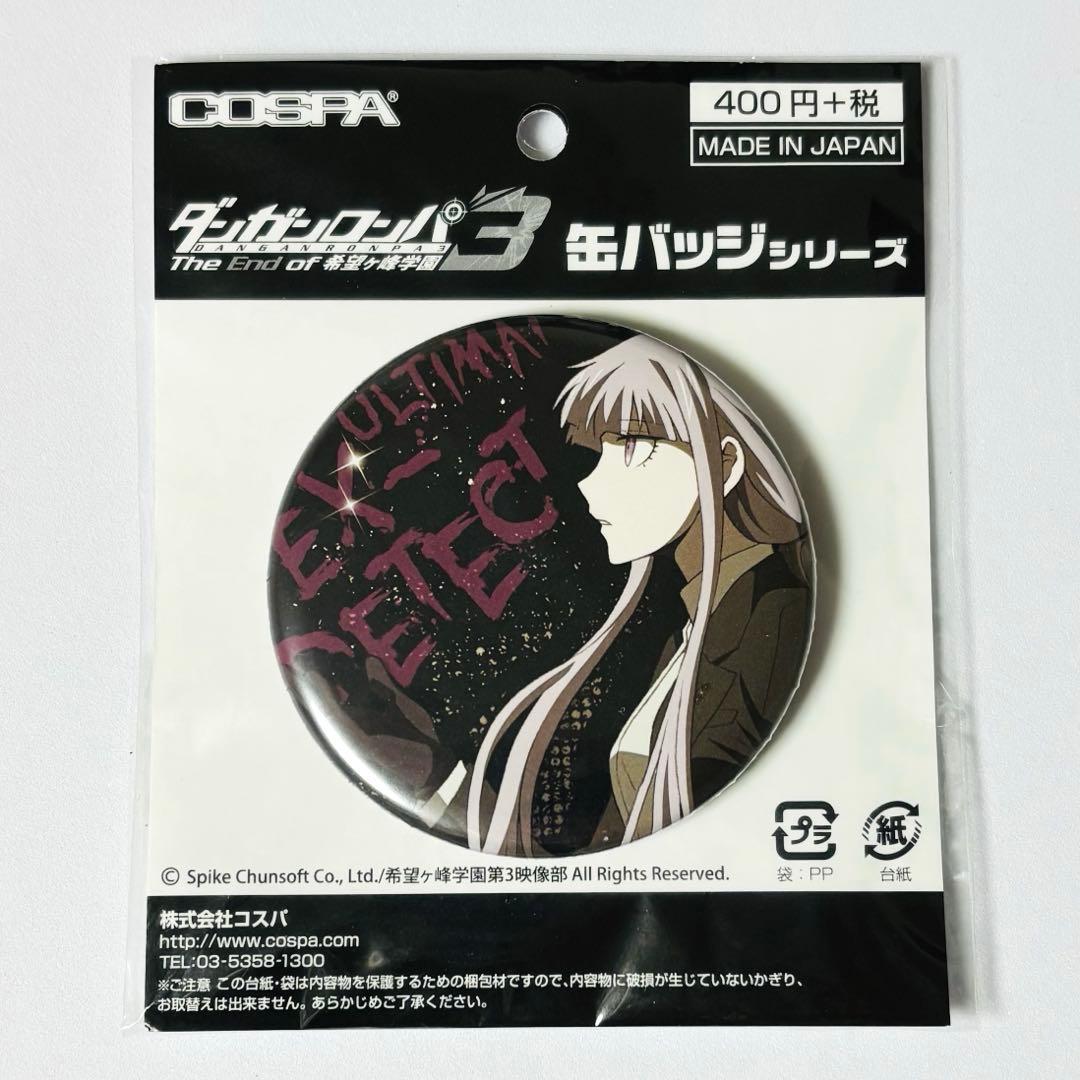 COSPA®
400円+税
MADE IN JAPAN
ダンガンロンパ3
DANGANRONPA3
The End of 希望ヶ峰学園
缶バッジシリーズ
EX-ULTIMA
DETECT
プラ
紙
袋:PP
台紙
© Spike Chunsoft Co., Ltd./希望ヶ峰学園第3映像部 All Rights Reserved.
株式会社コスパ
http://www.cospa.com
TEL:03-5358-1300
※ご注意 この台紙・袋は内容物を保護するための梱包材ですので、内容物に破損が生じていないかぎり、
お取替えは出来ません。あらかじめご了承ください。